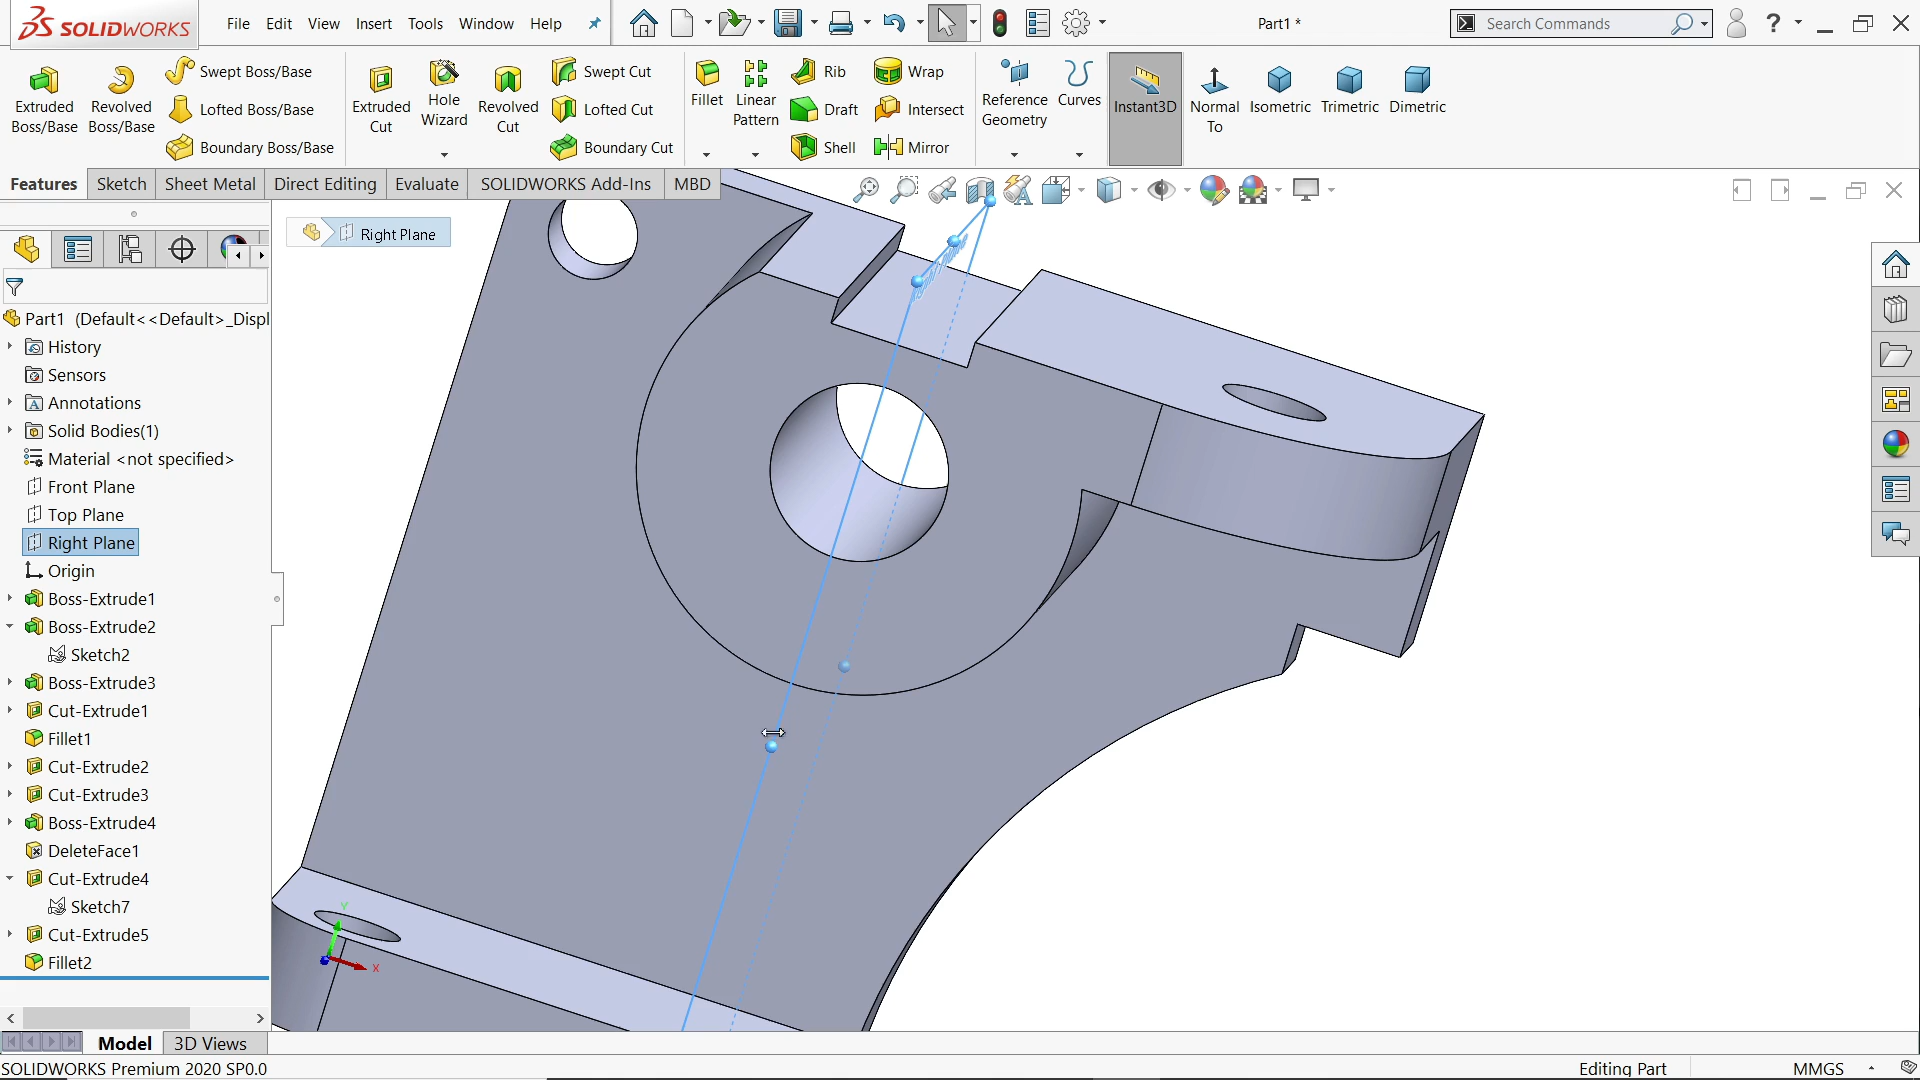 SOLIDWORKS
File Edit View Insert Tools Window Help
Part1 *
Search Commands
?
Extruded Boss/Base
Revolved Boss/Base
Swept Boss/Base
Lofted Boss/Base
Boundary Boss/Base
Extruded Cut
Hole Wizard
Revolved Cut
Swept Cut
Lofted Cut
Boundary Cut
Fillet
Linear Pattern
Rib
Draft
Shell
Wrap
Intersect
Mirror
Reference Geometry
Curves
Instant3D
Normal To
Isometric
Trimetric
Dimetric
Features Sketch Sheet Metal Direct Editing Evaluate SOLIDWORKS Add-Ins MBD
Right Plane
Part1 (Default<<Default>_Displ
History
Sensors
Annotations
Solid Bodies(1)
Material <not specified>
Front Plane
Top Plane
Right Plane
Origin
Boss-Extrude1
Boss-Extrude2
Sketch2
Boss-Extrude3
Cut-Extrude1
Fillet1
Cut-Extrude2
Cut-Extrude3
Boss-Extrude4
DeleteFace1
Cut-Extrude4
Sketch7
Cut-Extrude5
Fillet2
Y
X
Model 3D Views
SOLIDWORKS Premium 2020 SP0.0
Editing Part
MMGS